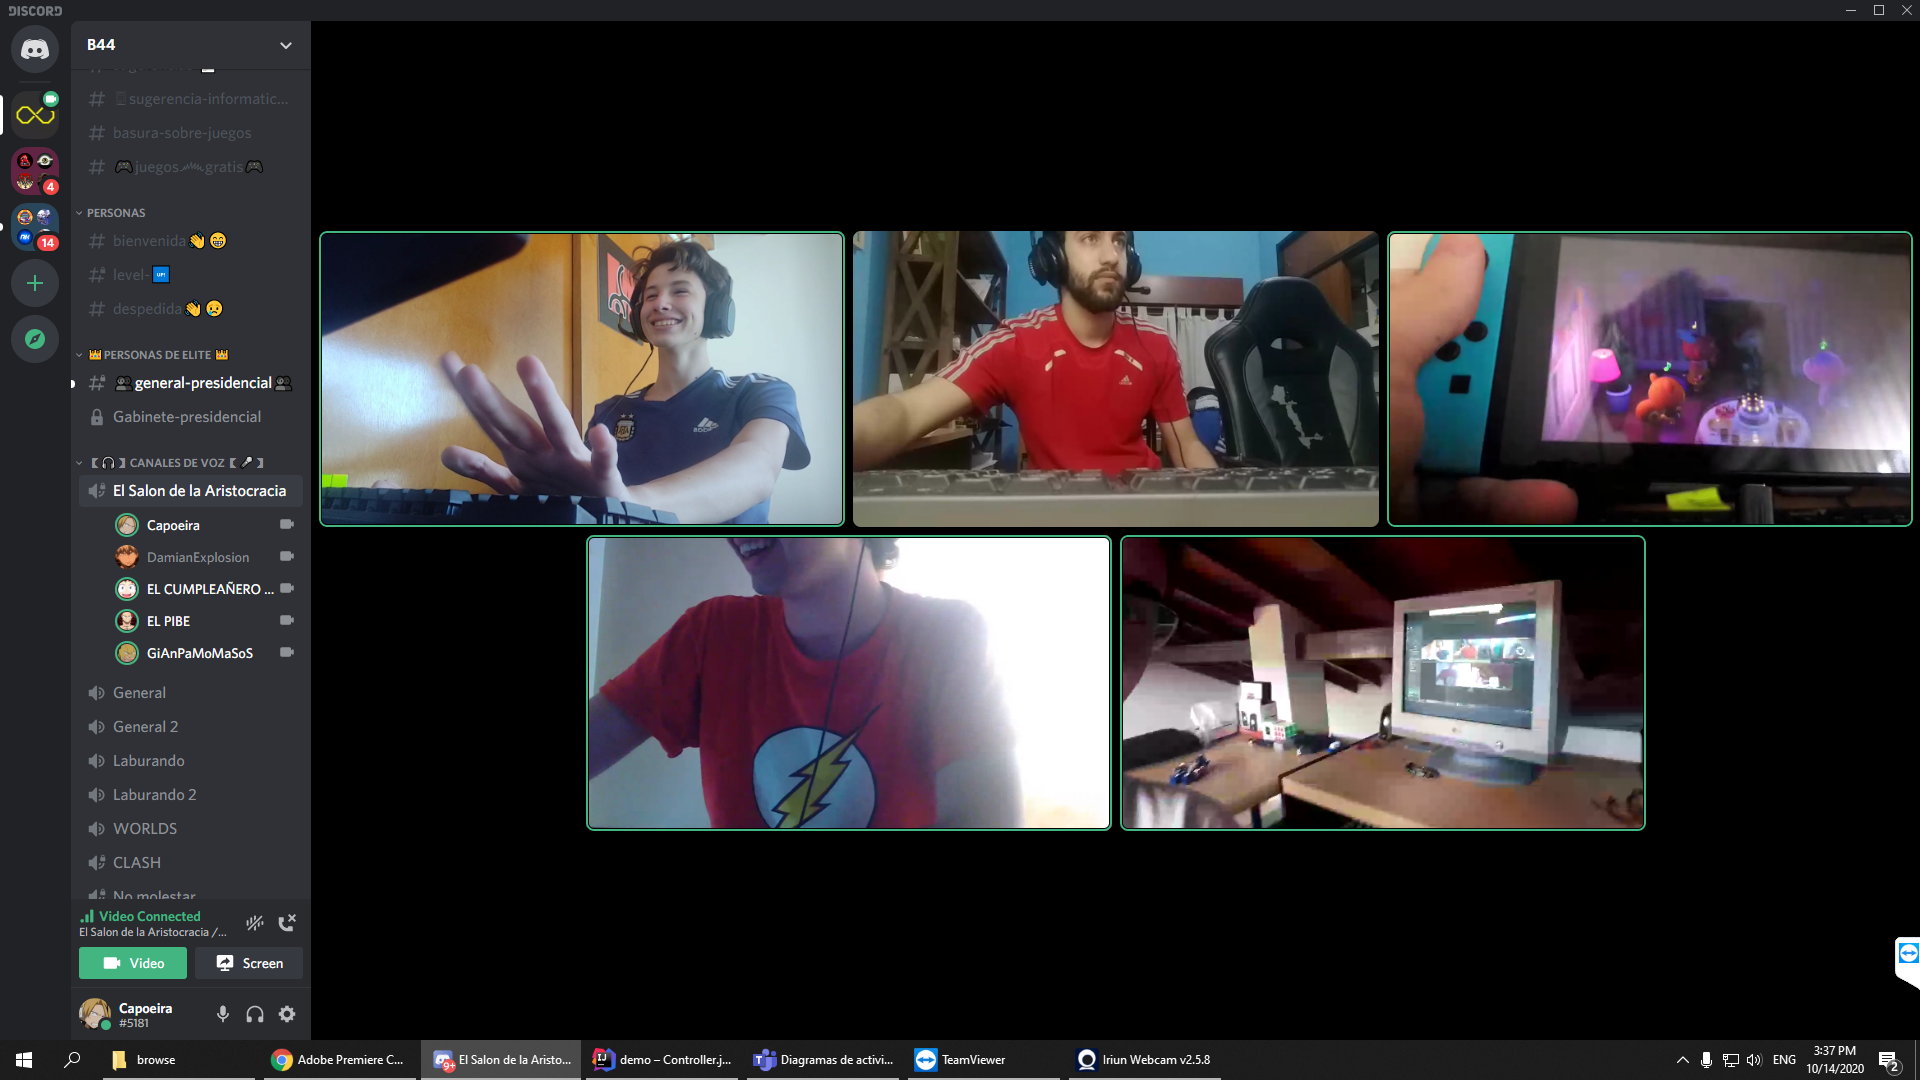 DISCORD
B44
sugerencia-informatic...
basura-sobre-juegos
juegos gratis
PERSONAS
bienvenida
level- UP!
despedida
PERSONAS DE ELITE
general-presidencial
Gabinete-presidencial
【🎧】 CANALES DE VOZ 【🎤】
El Salon de la Aristocracia
Capoeira
DamianExplosion
EL CUMPLEAÑERO ...
EL PIBE
GiAnPaMoMaSoS
General
General 2
Laburando
Laburando 2
WORLDS
CLASH
No molestar
4
14
Video Connected
El Salon de la Aristocracia /...
Video
Screen
Capoeira
#5181
adidas
browse
Adobe Premiere C...
9+
El Salon de la Aristo...
demo – Controller.j...
Diagramas de activi...
TeamViewer
Iriun Webcam v2.5.8
ENG
3:37 PM
10/14/2020
2